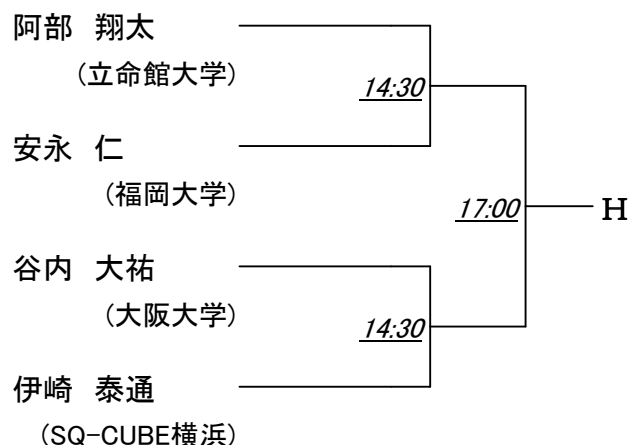 阿部 翔太
(立命館大学)
14:30
安永 仁
(福岡大学)
17:00
H
谷内 大祐
(大阪大学)
14:30
伊崎 泰通
(SQ-CUBE横浜)